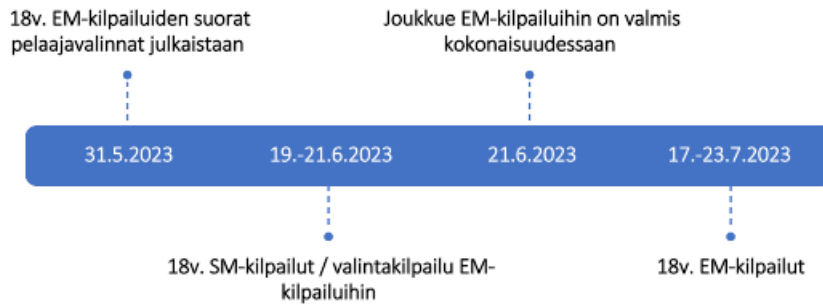 18v. EM-kilpailuiden suorat
pelaajavalinnat julkaistaan
Joukkue EM-kilpailuihin on valmis
kokonaisuudessaan
31.5.2023
19.-21.6.2023
21.6.2023
17.-23.7.2023
18v. SM-kilpailut / valintakilpailu EM-
kilpailuihin
18v. EM-kilpailut